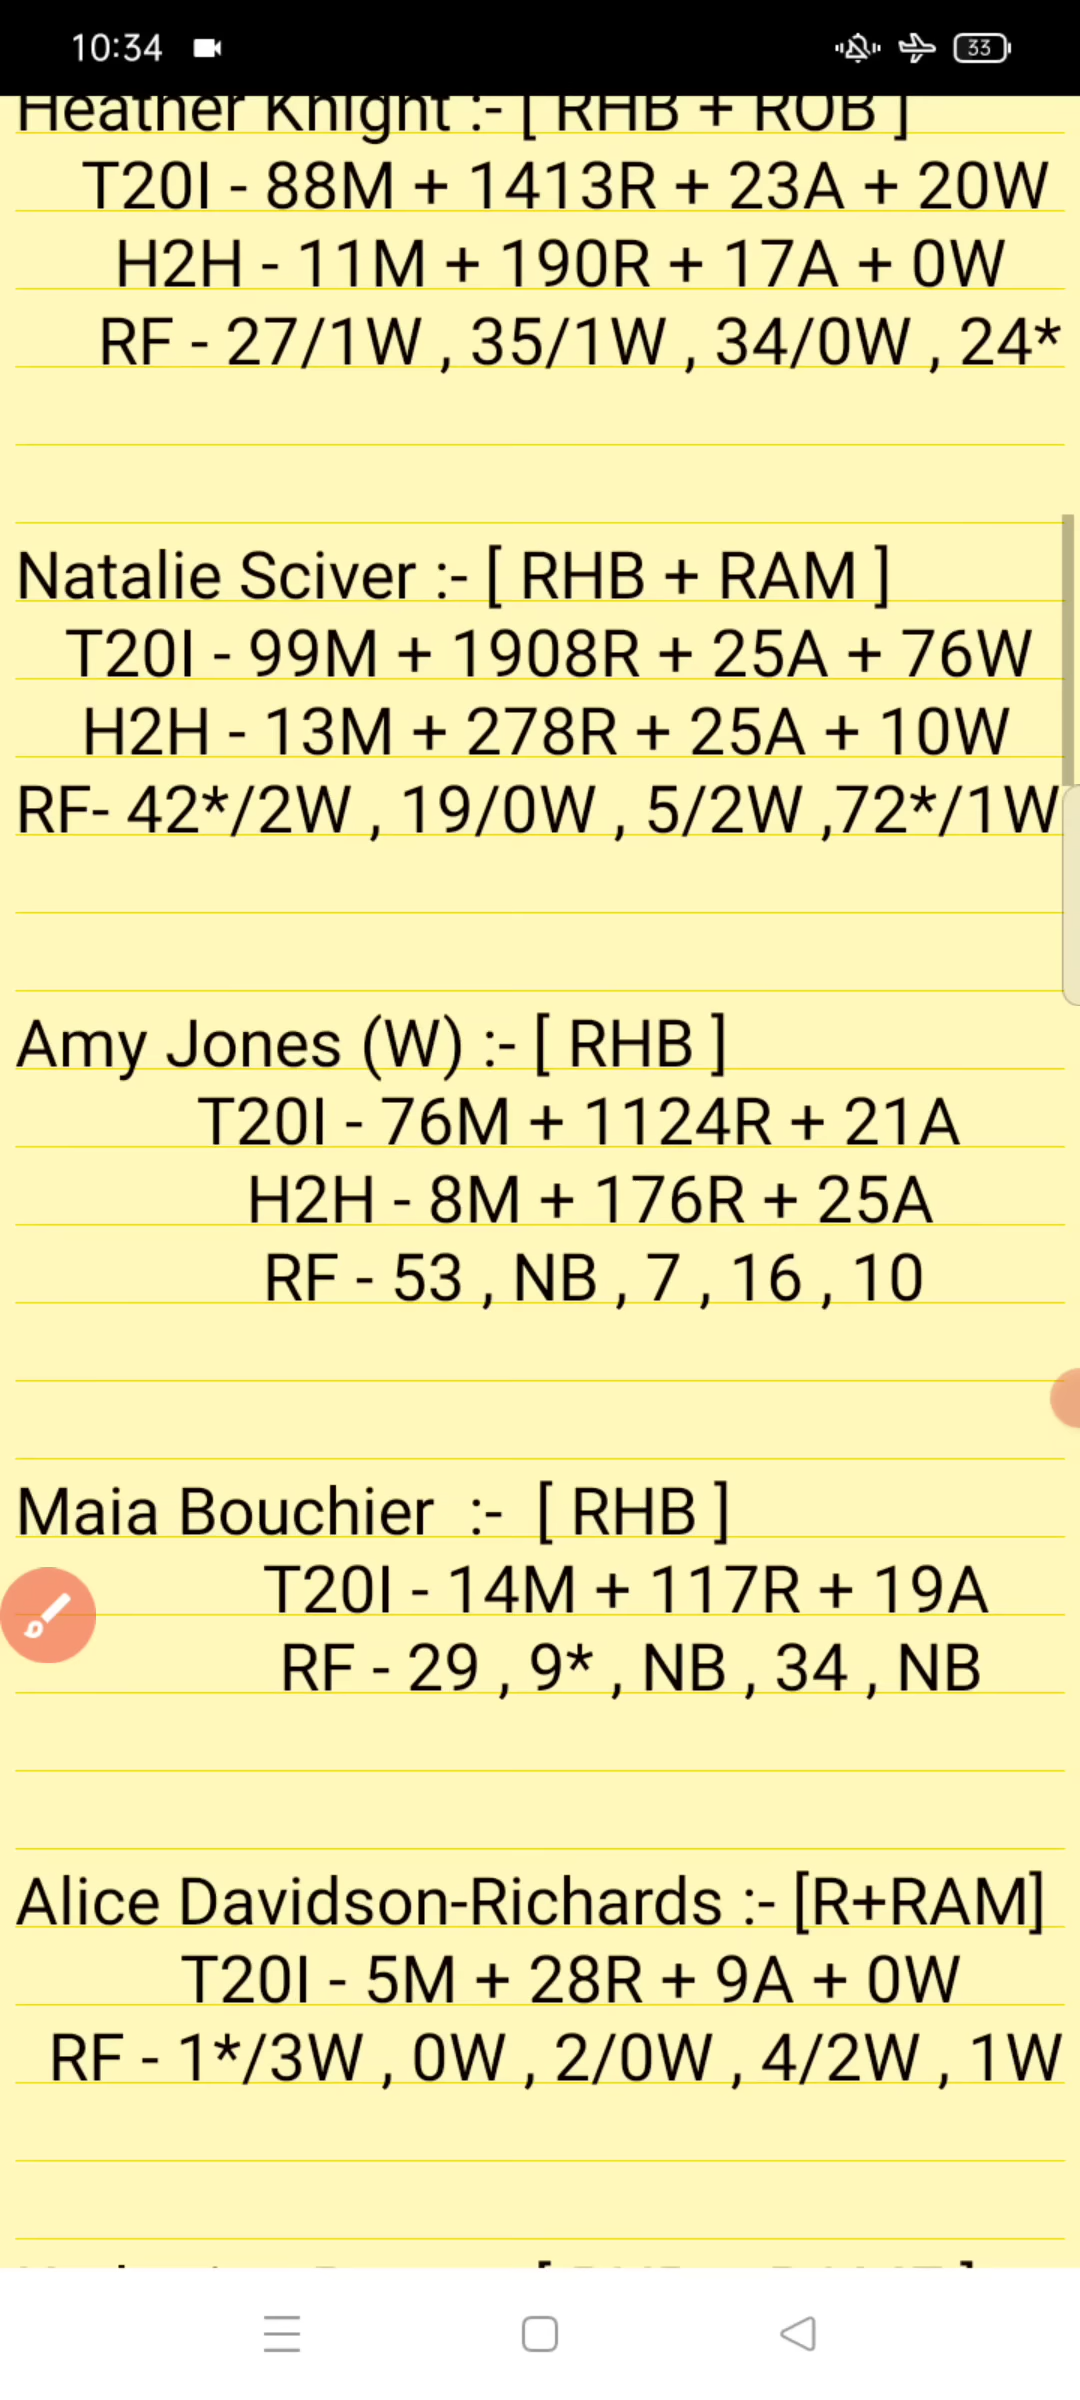 10:34
33
Heather Knight :- [ RHB + ROB ]
T20I - 88M + 1413R + 23A + 20W
H2H - 11M + 190R + 17A + 0W
RF - 27/1W , 35/1W , 34/0W , 24*
Natalie Sciver :- [ RHB + RAM ]
T20I - 99M + 1908R + 25A + 76W
H2H - 13M + 278R + 25A + 10W
RF- 42*/2W , 19/0W , 5/2W ,72*/1W
Amy Jones (W) :- [ RHB ]
T20I - 76M + 1124R + 21A
H2H - 8M + 176R + 25A
RF - 53 , NB , 7 , 16 , 10
Maia Bouchier :- [ RHB ]
T20I - 14M + 117R + 19A
RF - 29 , 9* , NB , 34 , NB
Alice Davidson-Richards :- [R+RAM]
T20I - 5M + 28R + 9A + 0W
RF - 1*/3W , 0W , 2/0W , 4/2W , 1W